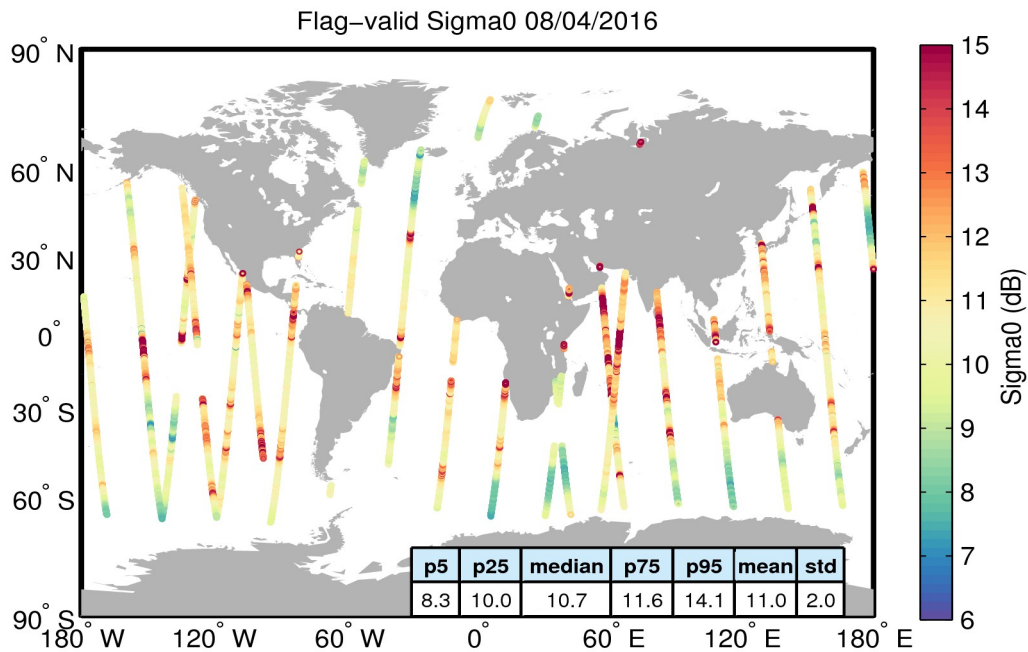 Flag−valid Sigma0 08/04/2016
90° N
60° N
30° N
0°
30° S
60° S
90° S
180° W
120° W
60° W
0°
60° E
120° E
180° E
p5 p25 median p75 p95 mean std
8.3 10.0 10.7 11.6 14.1 11.0 2.0
15
14
13
12
11
10
9
8
7
6
Sigma0 (dB)